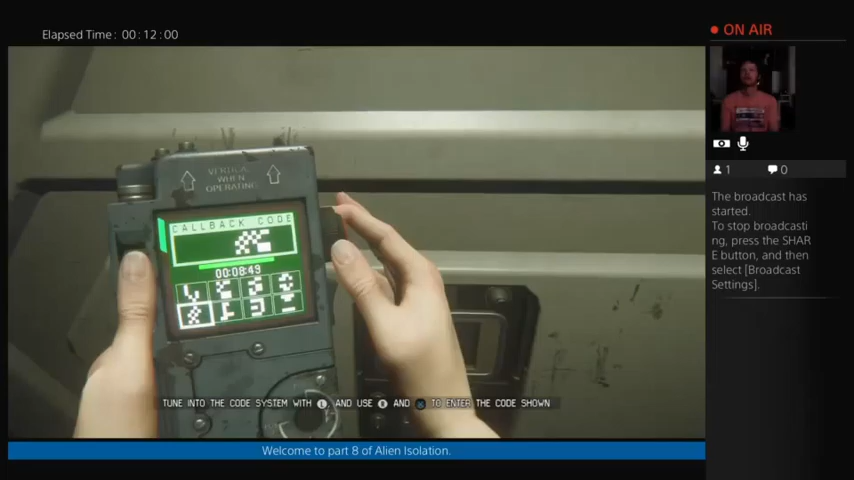 Elapsed Time: 00:12:00
ON AIR
VERTICAL
WHEN
OPERATING
CALLBACK CODE
00:08:49
1
0
The broadcast has
started.
To stop broadcasti
ng, press the SHAR
E button, and then
select [Broadcast
Settings].
TUNE INTO THE CODE SYSTEM WITH L, AND USE R AND TO ENTER THE CODE SHOWN
Welcome to part 8 of Alien Isolation.